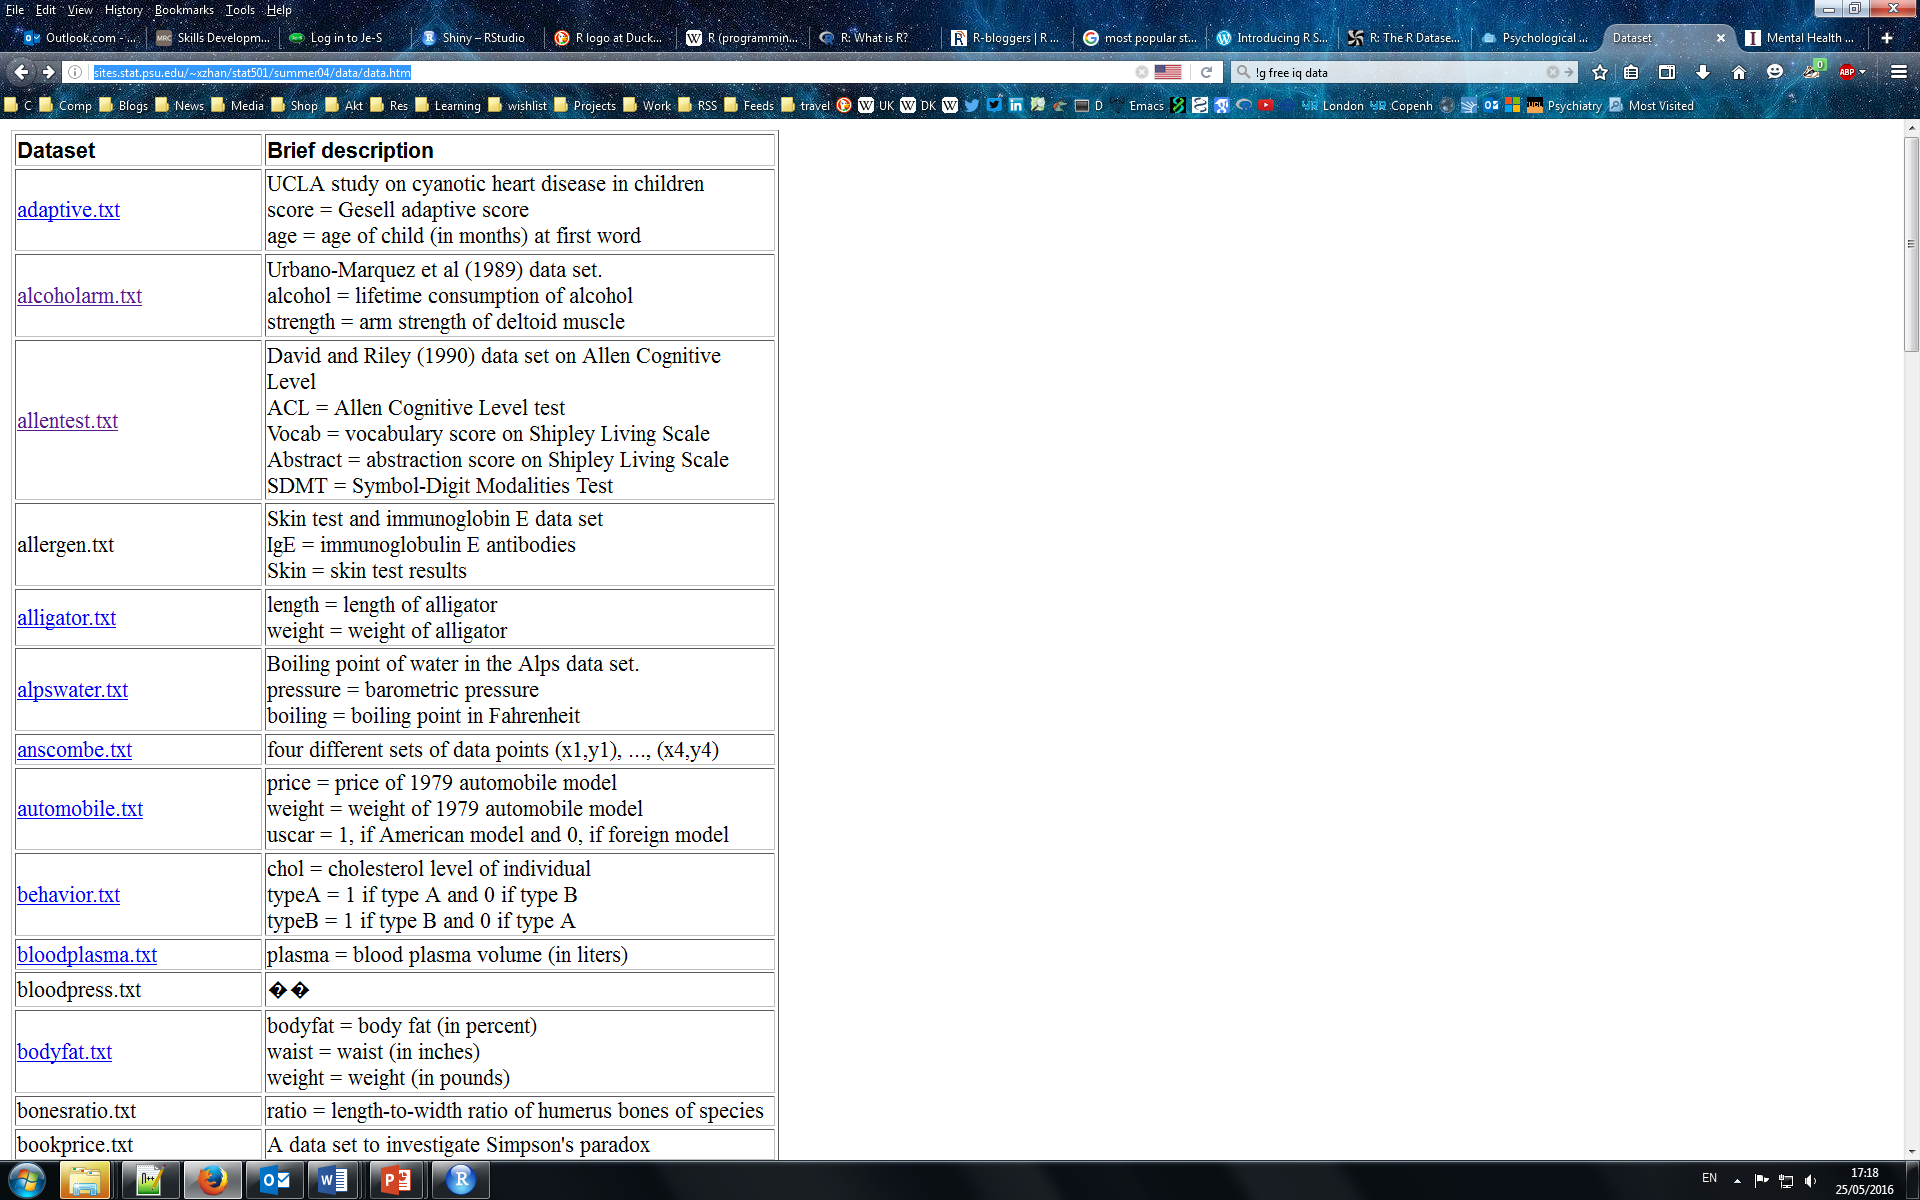 File Edit View History Bookmarks Tools Help
Outlook.com - ... Skills Developm... Log in to Je-S Shiny – RStudio R logo at Duck... R (programmin... R: What is R? R-bloggers | R ... most popular st... Introducing R S... R: The R Datase... Psychological ... Dataset Mental Health ...
sites.stat.psu.edu/~xzhan/stat501/summer04/data/data.htm !g free iq data 0 ABP
C Comp Blogs News Media Shop Akt Res Learning wishlist Projects Work RSS Feeds travel UK DK D Emacs London Copenh Psychiatry Most Visited
Dataset Brief description
adaptive.txt
UCLA study on cyanotic heart disease in children
score = Gesell adaptive score
age = age of child (in months) at first word
alcoholarm.txt
Urbano-Marquez et al (1989) data set.
alcohol = lifetime consumption of alcohol
strength = arm strength of deltoid muscle
allentest.txt
David and Riley (1990) data set on Allen Cognitive
Level
ACL = Allen Cognitive Level test
Vocab = vocabulary score on Shipley Living Scale
Abstract = abstraction score on Shipley Living Scale
SDMT = Symbol-Digit Modalities Test
allergen.txt
Skin test and immunoglobin E data set
IgE = immunoglobulin E antibodies
Skin = skin test results
alligator.txt
length = length of alligator
weight = weight of alligator
alpswater.txt
Boiling point of water in the Alps data set.
pressure = barometric pressure
boiling = boiling point in Fahrenheit
anscombe.txt four different sets of data points (x1,y1), ..., (x4,y4)
automobile.txt
price = price of 1979 automobile model
weight = weight of 1979 automobile model
uscar = 1, if American model and 0, if foreign model
behavior.txt
chol = cholesterol level of individual
typeA = 1 if type A and 0 if type B
typeB = 1 if type B and 0 if type A
bloodplasma.txt plasma = blood plasma volume (in liters)
bloodpress.txt ��
bodyfat.txt
bodyfat = body fat (in percent)
waist = waist (in inches)
weight = weight (in pounds)
bonesratio.txt ratio = length-to-width ratio of humerus bones of species
bookprice.txt A data set to investigate Simpson's paradox
EN 17:18
25/05/2016